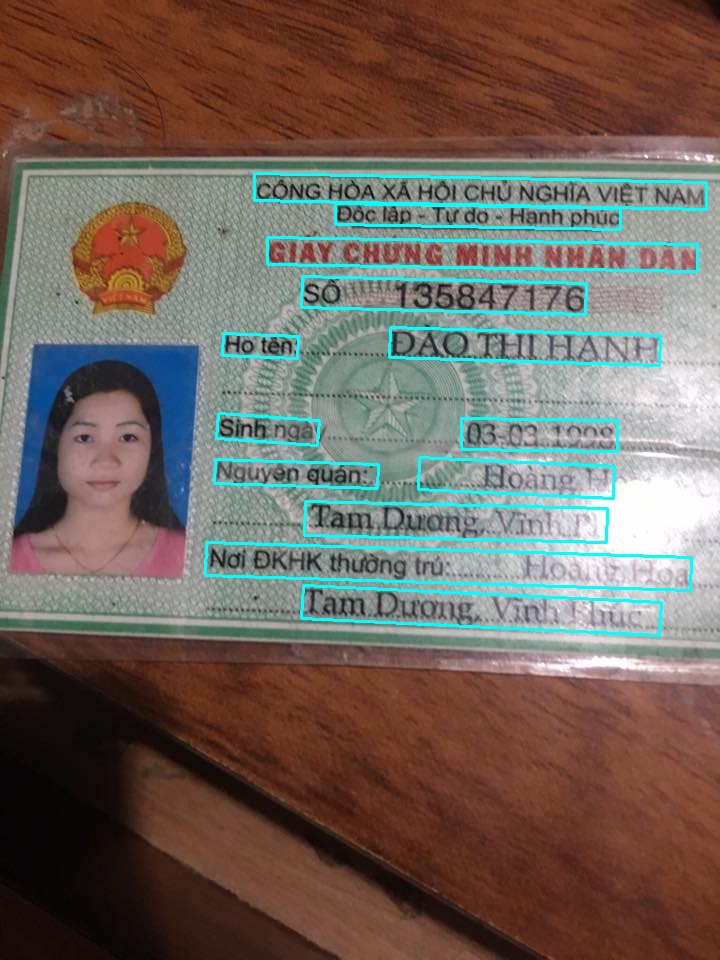 CỘNG HÒA XÃ HỘI CHỦ NGHĨA VIỆT NAM
Độc lập - Tự do - Hạnh phúc
GIẤY CHỨNG MINH NHÂN DÂN
SỐ 135847176
VIỆT NAM
Họ tên: ĐÀO THỊ HẠNH
Sinh ngày 03-03-1998
Nguyên quán: Hoàng H
Tam Dương, Vĩnh P
Nơi ĐKHK thường trú: Hoàng Hoa
Tam Dương, Vĩnh Phúc